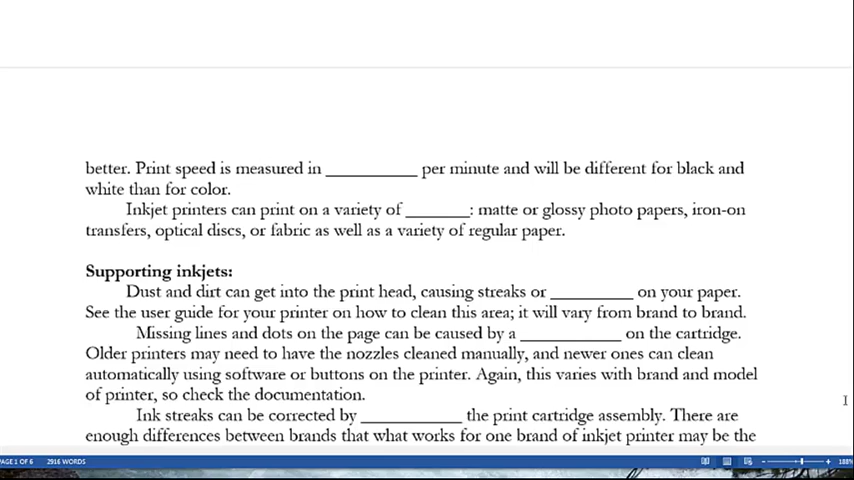 better. Print speed is measured in __________ per minute and will be different for black and
white than for color.
Inkjet printers can print on a variety of _______: matte or glossy photo papers, iron-on
transfers, optical discs, or fabric as well as a variety of regular paper.
Supporting inkjets:
Dust and dirt can get into the print head, causing streaks or _________ on your paper.
See the user guide for your printer on how to clean this area; it will vary from brand to brand.
Missing lines and dots on the page can be caused by a ___________ on the cartridge.
Older printers may need to have the nozzles cleaned manually, and newer ones can clean
automatically using software or buttons on the printer. Again, this varies with brand and model
of printer, so check the documentation.
Ink streaks can be corrected by ___________ the print cartridge assembly. There are
enough differences between brands that what works for one brand of inkjet printer may be the
PAGE 1 OF 6 2916 WORDS 188%